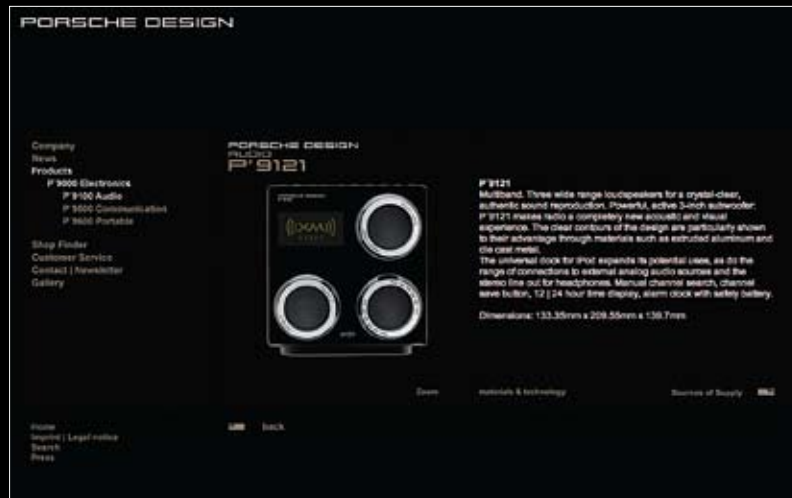 PORSCHE DESIGN
Company
News
Products
P'9000 Electronics
P'9100 Audio
P'9500 Communication
P'9600 Portable
Shop Finder
Customer Service
Contact | Newsletter
Gallery
PORSCHE DESIGN
AUDIO
P'9121
((XM))
P'9121
Multiband. Three wide range loudspeakers for a crystal-clear,
authentic sound reproduction. Powerful, active 3-inch subwoofer:
P'9121 makes radio a completey new acoustic and visual
experience. The clear contours of the design are particularly shown
to their advantage through materials such as extruded aluminum and
die cast metal.
The universal dock for iPod expands its potential uses, as do the
range of connections to external analog audio sources and the
stereo line out for headphones. Manual channel search, channel
save button, 12 | 24 hour time display, alarm clock with safety battery.
Dimensions: 133.35mm x 209.55mm x 139.7mm
Zoom
materials & technology
Sources of Supply
Home
Imprint | Legal notice
Search
Press
back